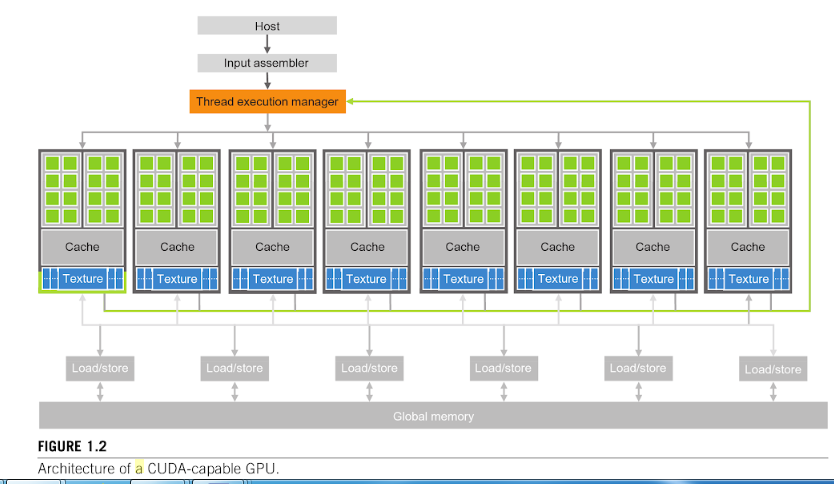 Host
Input assembler
Thread execution manager
Cache Cache Cache Cache Cache Cache Cache Cache
Texture Texture Texture Texture Texture Texture Texture Texture
Load/store Load/store Load/store Load/store Load/store Load/store
Global memory
FIGURE 1.2
Architecture of a CUDA-capable GPU.